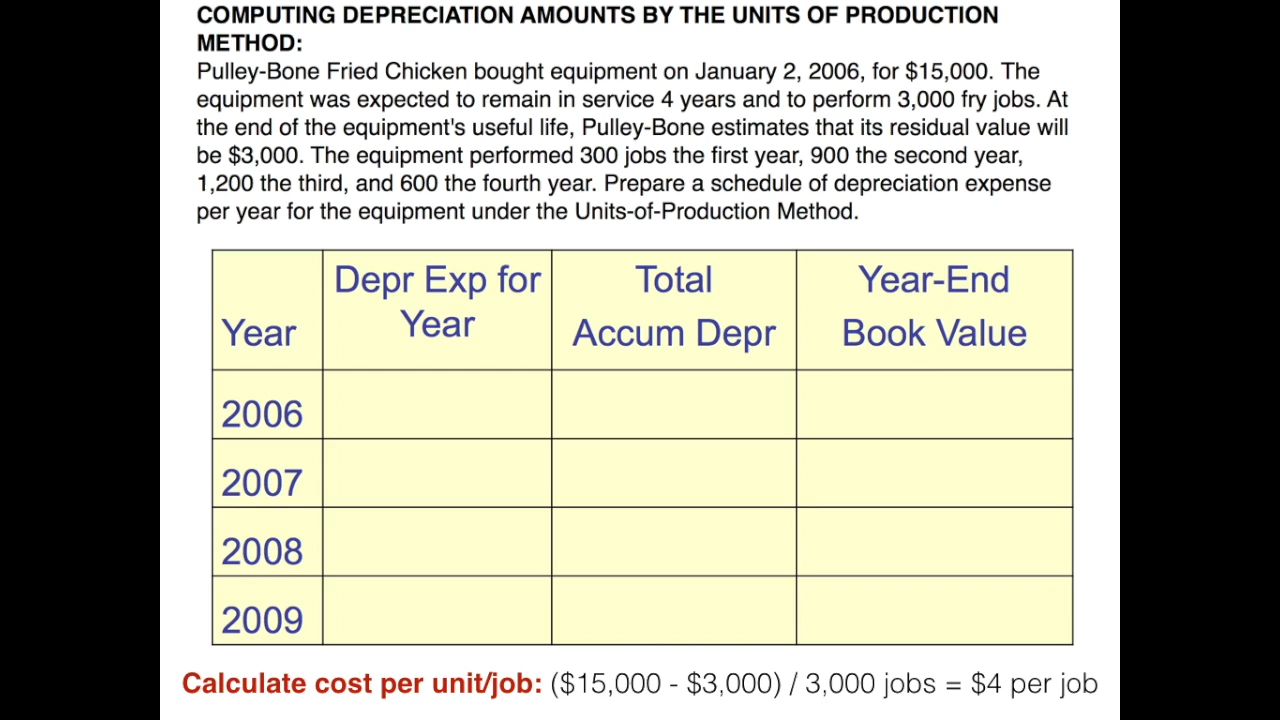 COMPUTING DEPRECIATION AMOUNTS BY THE UNITS OF PRODUCTION
METHOD:
Pulley-Bone Fried Chicken bought equipment on January 2, 2006, for $15,000. The
equipment was expected to remain in service 4 years and to perform 3,000 fry jobs. At
the end of the equipment's useful life, Pulley-Bone estimates that its residual value will
be $3,000. The equipment performed 300 jobs the first year, 900 the second year,
1,200 the third, and 600 the fourth year. Prepare a schedule of depreciation expense
per year for the equipment under the Units-of-Production Method.
Year
Depr Exp for
Year
Total
Accum Depr
Year-End
Book Value
2006
2007
2008
2009
Calculate cost per unit/job: ($15,000 - $3,000) / 3,000 jobs = $4 per job